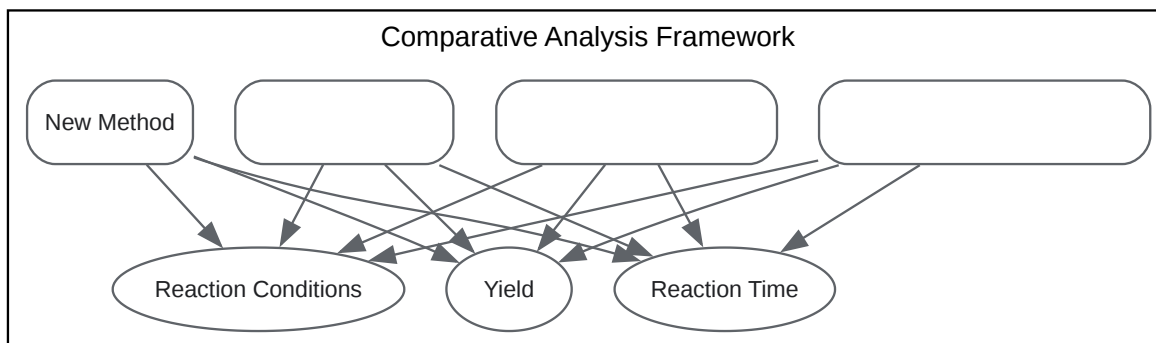 Comparative Analysis Framework
New Method
Reaction Conditions
Yield
Reaction Time